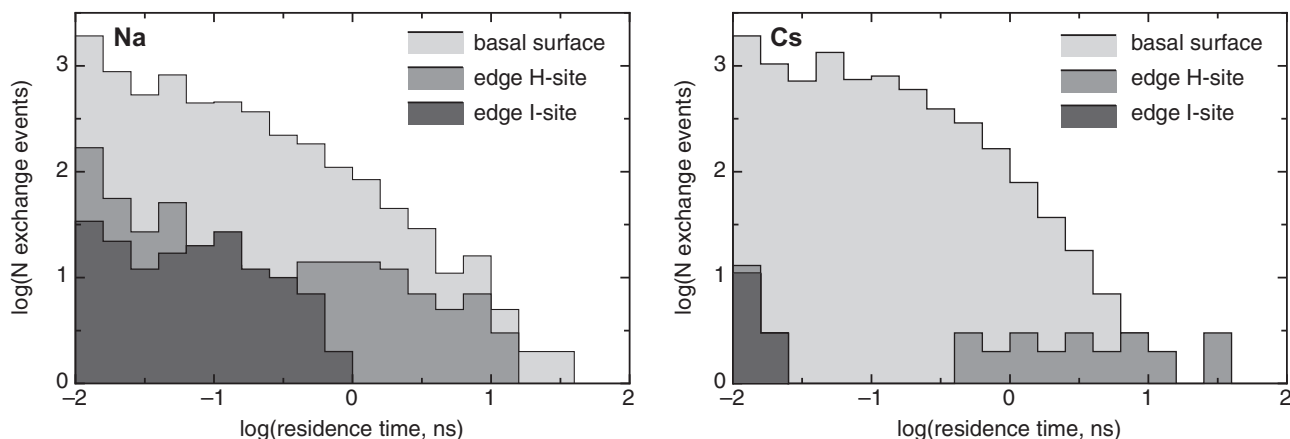 Na
basal surface
edge H-site
edge I-site
log(N exchange events)
3
2
1
0
–2
–1
0
1
2
log(residence time, ns)
Cs
basal surface
edge H-site
edge I-site
log(N exchange events)
3
2
1
0
–2
–1
0
1
2
log(residence time, ns)